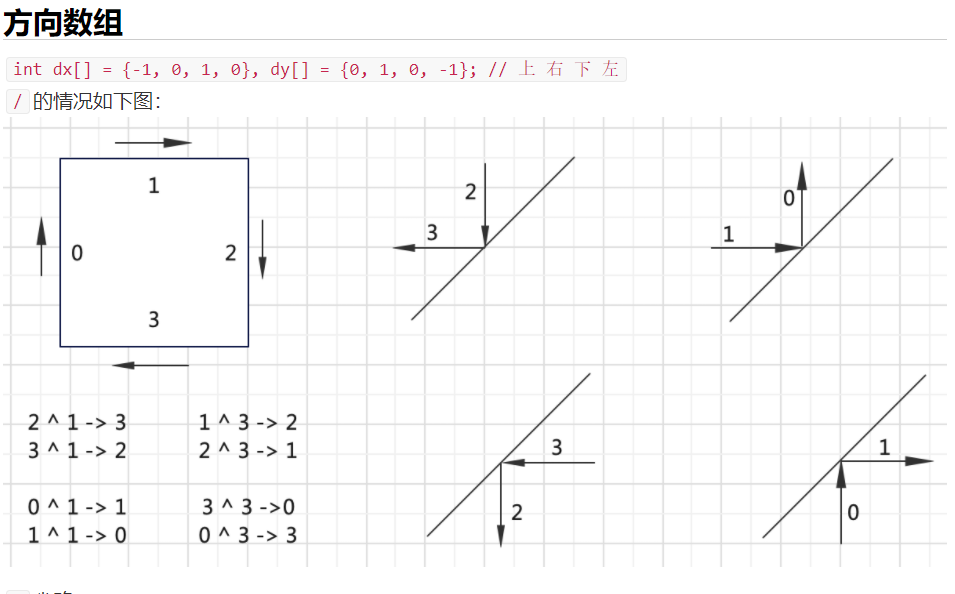 方向数组
int dx[] = {-1, 0, 1, 0}, dy[] = {0, 1, 0, -1}; // 上 右 下 左
/ 的情况如下图：
1
0
2
3
2
3
0
1
2 ^ 1 -> 3
3 ^ 1 -> 2
0 ^ 1 -> 1
1 ^ 1 -> 0
1 ^ 3 -> 2
2 ^ 3 -> 1
3 ^ 3 ->0
0 ^ 3 -> 3
3
2
1
0